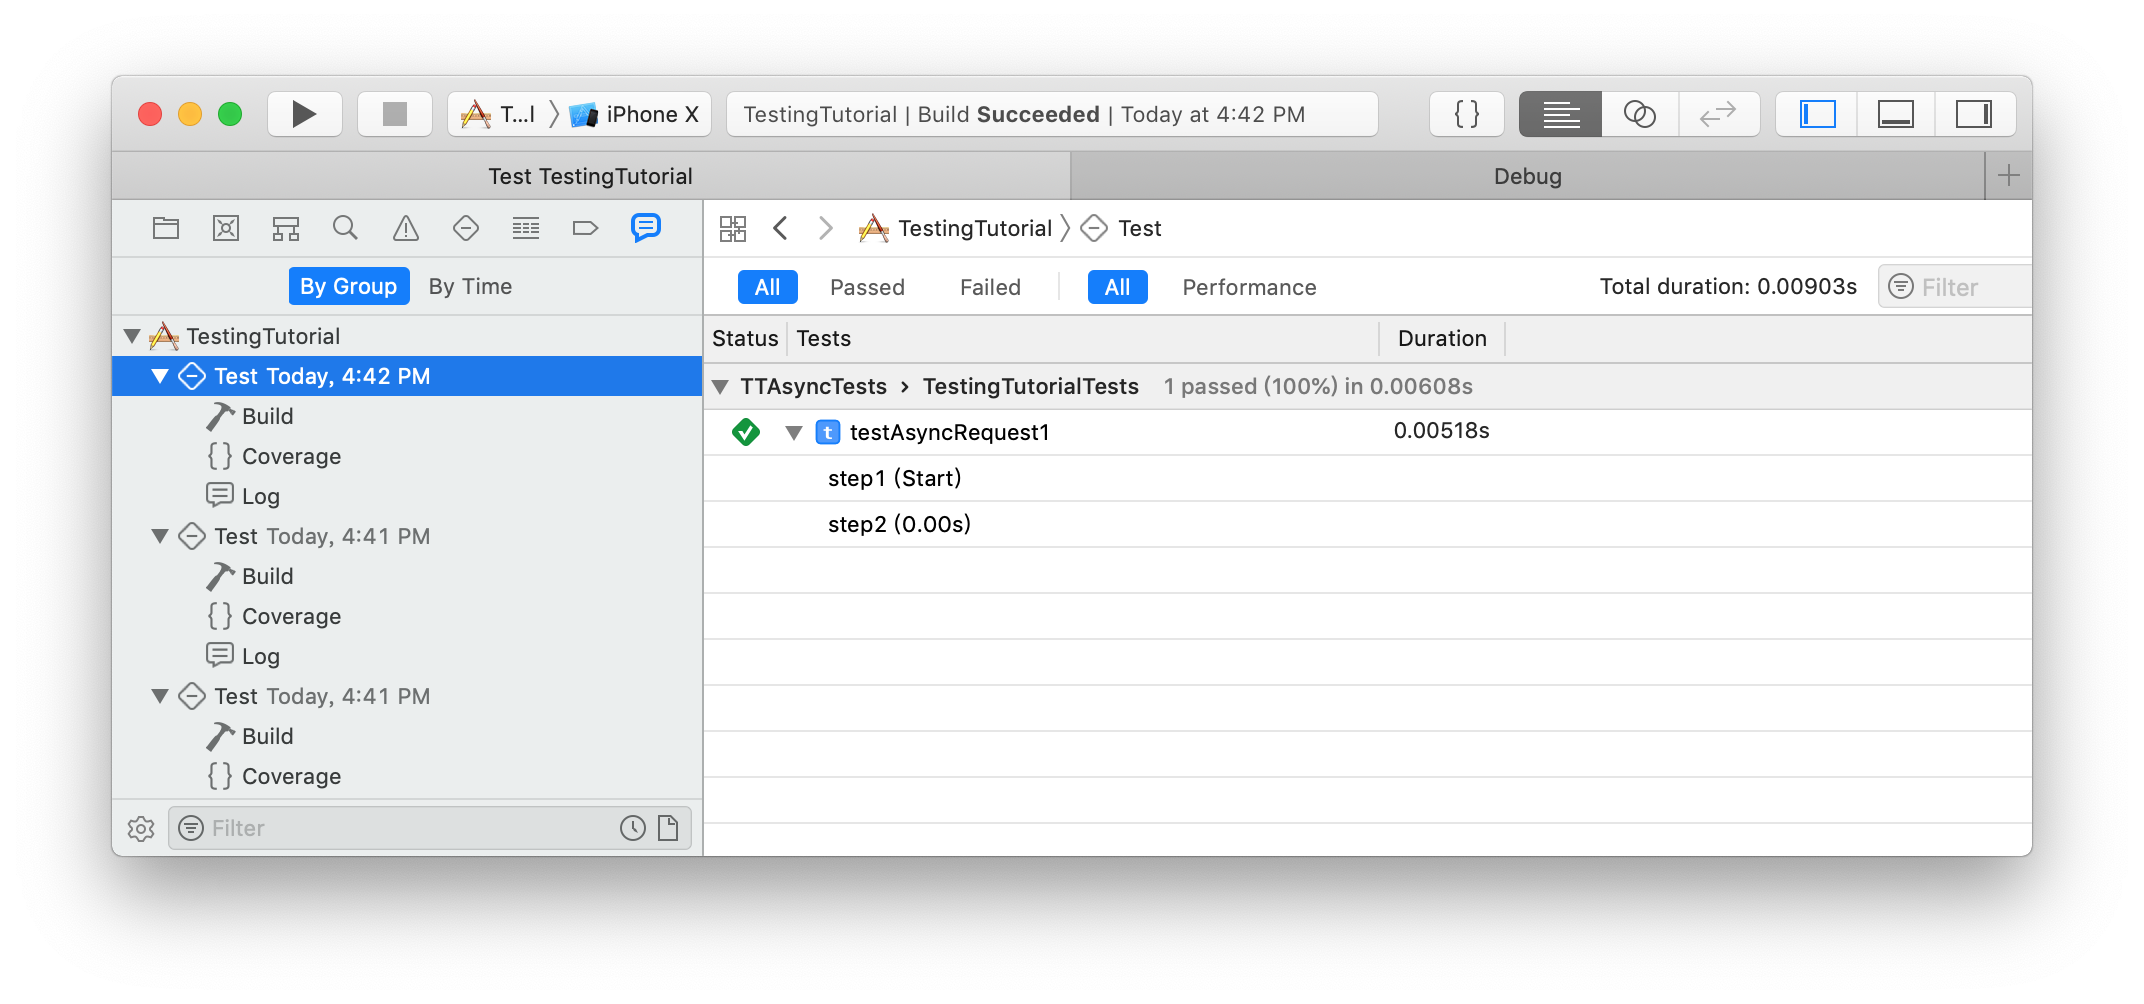 T...l 〉 iPhone X
TestingTutorial | Build Succeeded | Today at 4:42 PM
{ }
Test TestingTutorial
Debug
+
TestingTutorial 〉 Test
By Group
By Time
All
Passed
Failed
All
Performance
Total duration: 0.00903s
Filter
TestingTutorial
Test Today, 4:42 PM
Build
{ } Coverage
Log
Test Today, 4:41 PM
Build
{ } Coverage
Log
Test Today, 4:41 PM
Build
{ } Coverage
Filter
Status
Tests
Duration
TTAsyncTests › TestingTutorialTests 1 passed (100%) in 0.00608s
t testAsyncRequest1 0.00518s
step1 (Start)
step2 (0.00s)